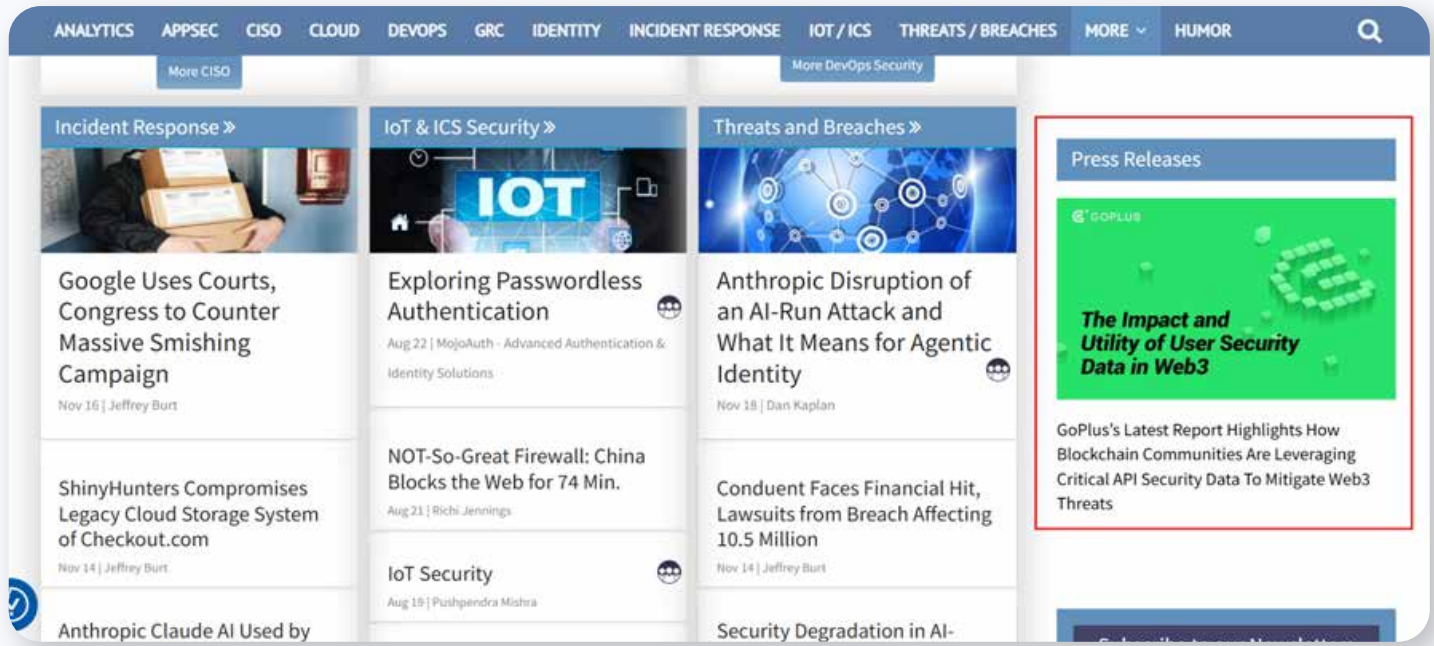 ANALYTICS APPSEC CISO CLOUD DEVOPS GRC IDENTITY INCIDENT RESPONSE IOT / ICS THREATS / BREACHES MORE HUMOR
More CISO
More DevOps Security
Incident Response »
Google Uses Courts,
Congress to Counter
Massive Smishing
Campaign
Nov 16 | Jeffrey Burt
ShinyHunters Compromises
Legacy Cloud Storage System
of Checkout.com
Nov 14 | Jeffrey Burt
Anthropic Claude AI Used by
IoT & ICS Security »
IOT
Exploring Passwordless
Authentication
Aug 22 | MojoAuth - Advanced Authentication &
Identity Solutions
NOT-So-Great Firewall: China
Blocks the Web for 74 Min.
Aug 21 | Richi Jennings
IoT Security
Aug 19 | Pushpendra Mishra
Threats and Breaches »
Anthropic Disruption of
an AI-Run Attack and
What It Means for Agentic
Identity
Nov 18 | Dan Kaplan
Conduent Faces Financial Hit,
Lawsuits from Breach Affecting
10.5 Million
Nov 14 | Jeffrey Burt
Security Degradation in AI-
Press Releases
GOPLUS
The Impact and
Utility of User Security
Data in Web3
GoPlus's Latest Report Highlights How
Blockchain Communities Are Leveraging
Critical API Security Data To Mitigate Web3
Threats